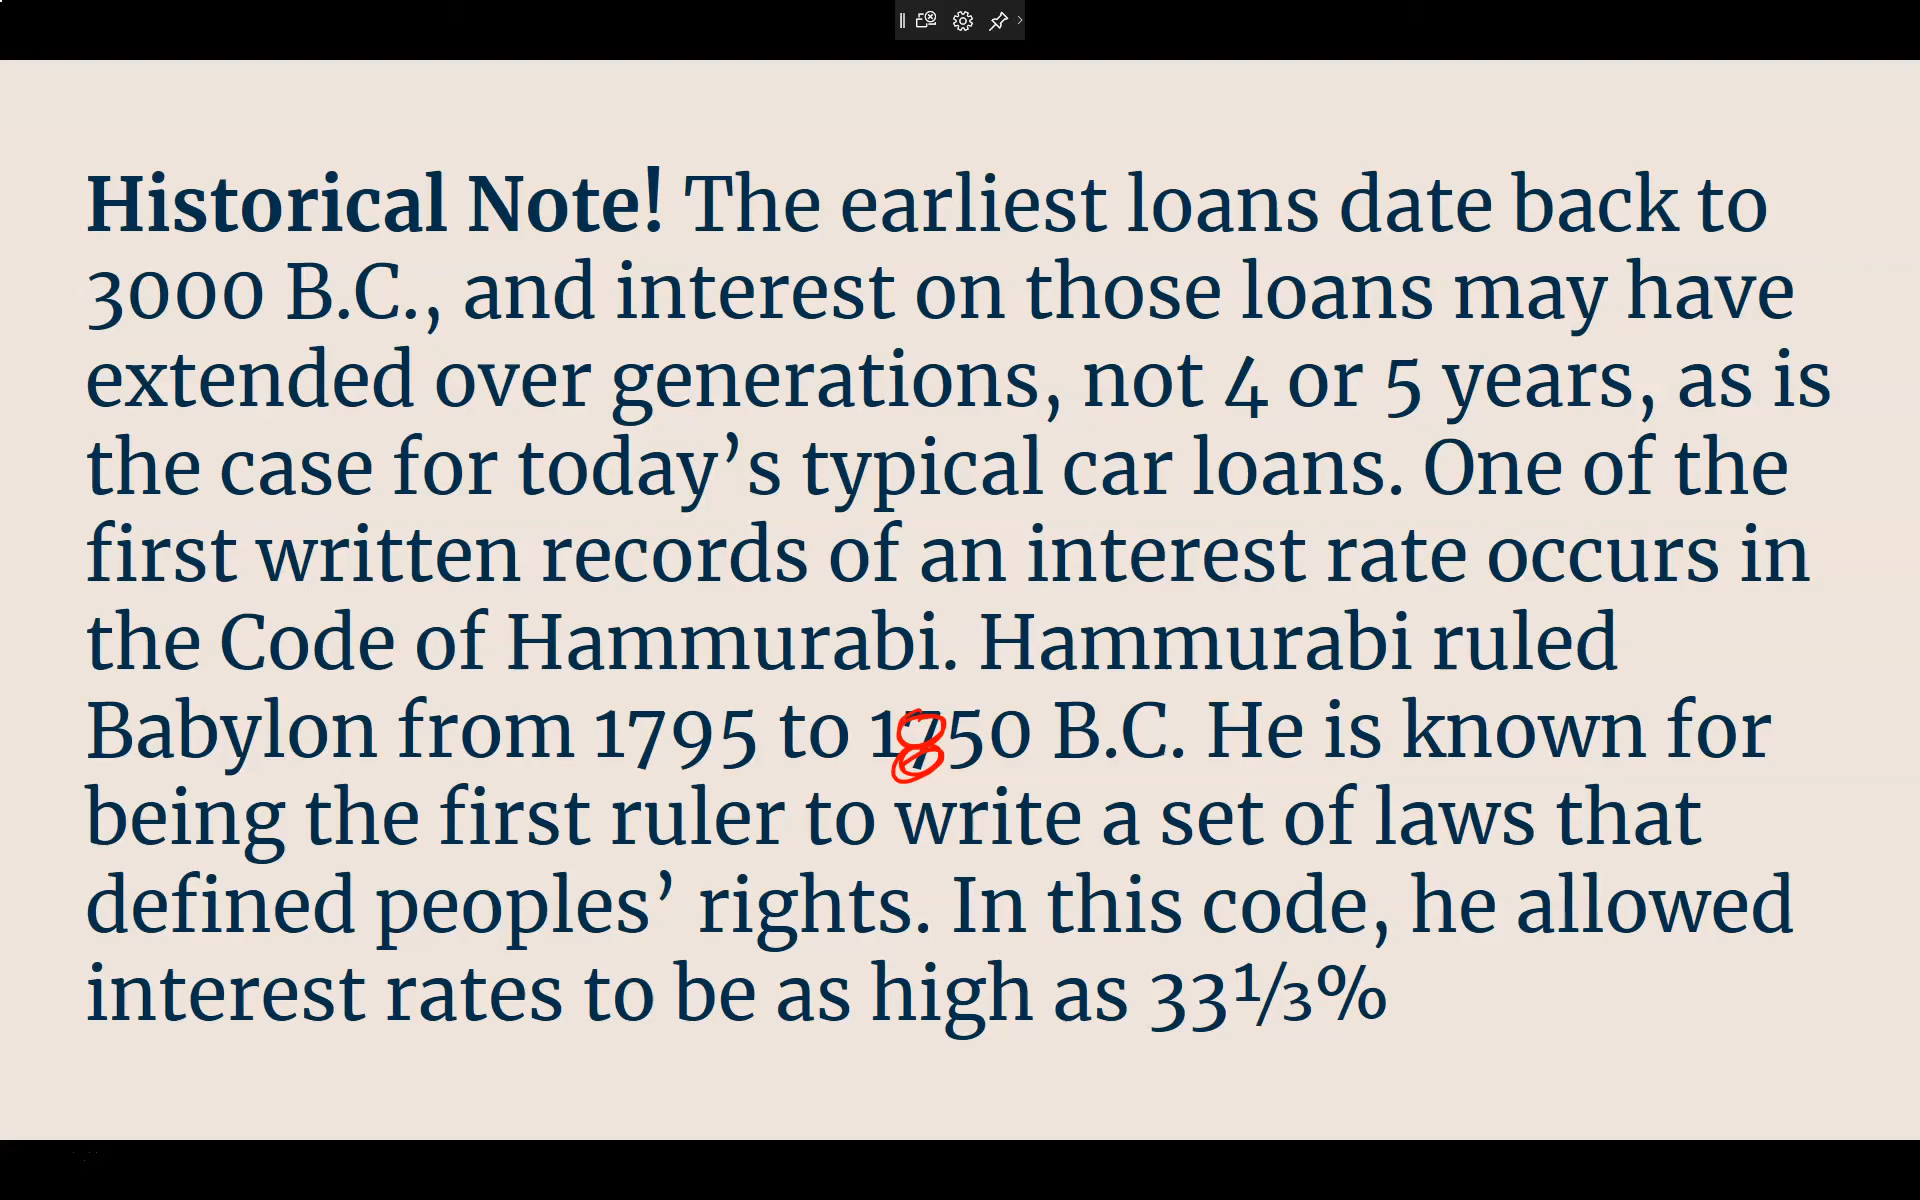 Historical Note! The earliest loans date back to
3000 B.C., and interest on those loans may have
extended over generations, not 4 or 5 years, as is
the case for today’s typical car loans. One of the
first written records of an interest rate occurs in
the Code of Hammurabi. Hammurabi ruled
Babylon from 1795 to 1850 B.C. He is known for
being the first ruler to write a set of laws that
defined peoples’ rights. In this code, he allowed
interest rates to be as high as 33⅓%